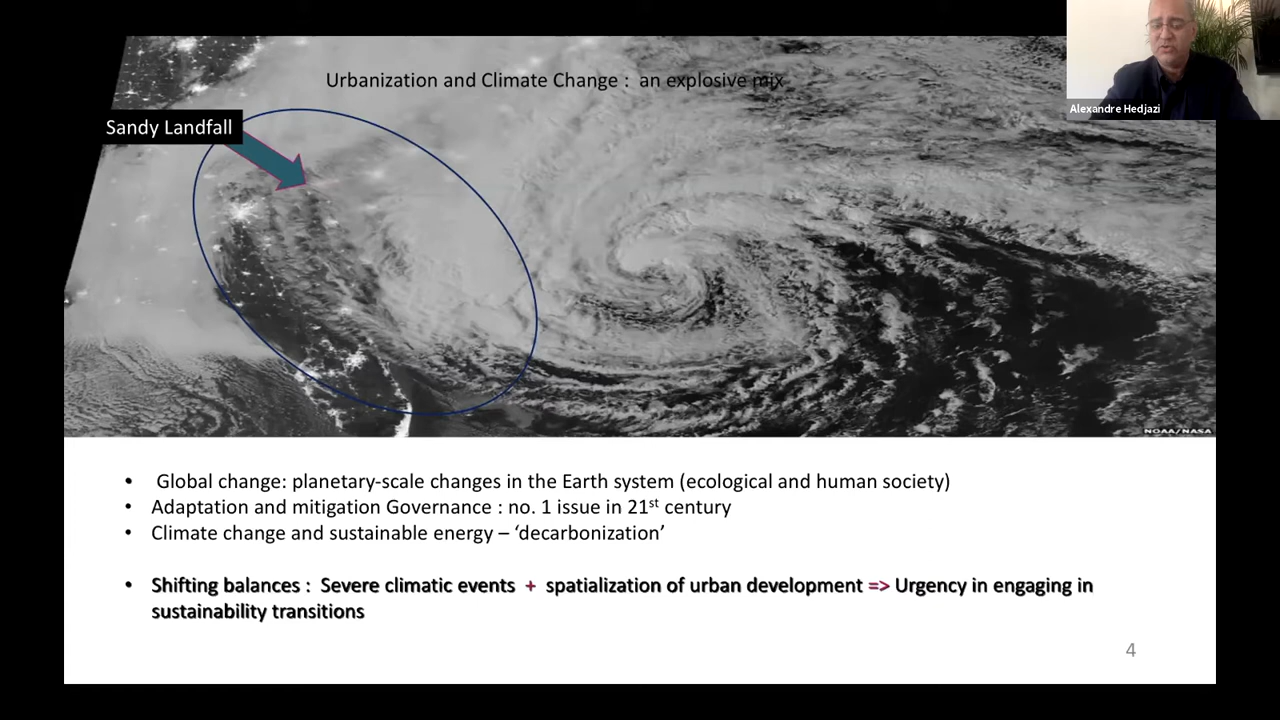 Urbanization and Climate Change : an explosive mix
Alexandre Hedjazi
Sandy Landfall
NOAA/NASA
• Global change: planetary-scale changes in the Earth system (ecological and human society)
• Adaptation and mitigation Governance : no. 1 issue in 21st century
• Climate change and sustainable energy – ‘decarbonization’
• Shifting balances : Severe climatic events + spatialization of urban development => Urgency in engaging in
sustainability transitions
4